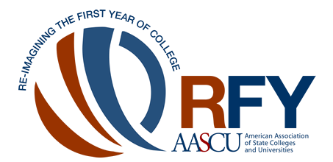 RE-IMAGINING THE FIRST YEAR OF COLLEGE
RFY
AASCU
American Association
of State Colleges
and Universities